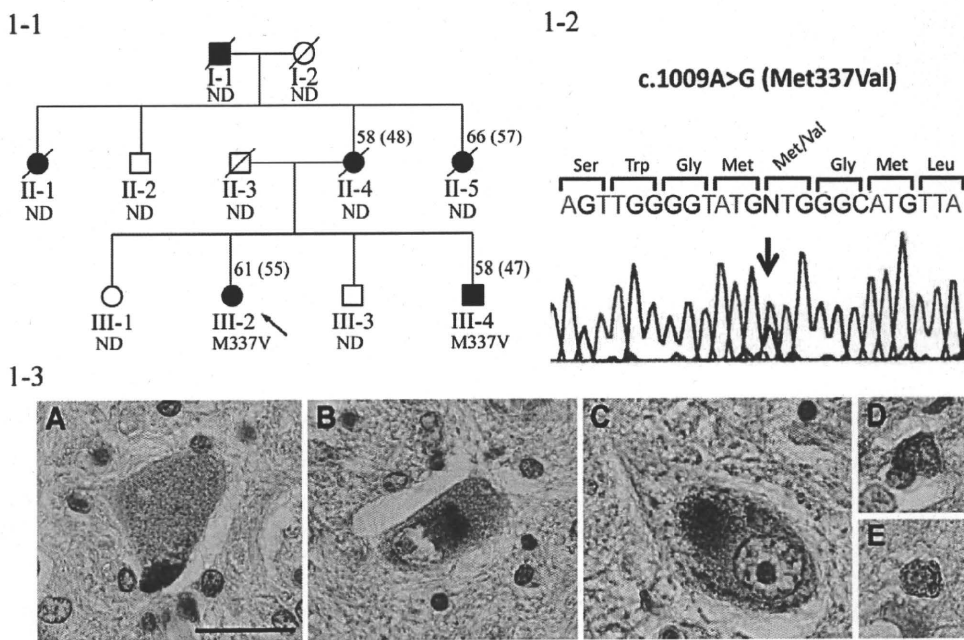 1-1
I-1
ND
I-2
ND
58 (48)
66 (57)
II-1
ND
II-2
ND
II-3
ND
II-4
ND
II-5
ND
61 (55)
58 (47)
III-1
ND
III-2
M337V
III-3
ND
III-4
M337V
1-2
c.1009A>G (Met337Val)
Ser Trp Gly Met Met/Val Gly Met Leu
AGTTGGGGTATGNTGGGCATGTTA
1-3
A
B
C
D
E